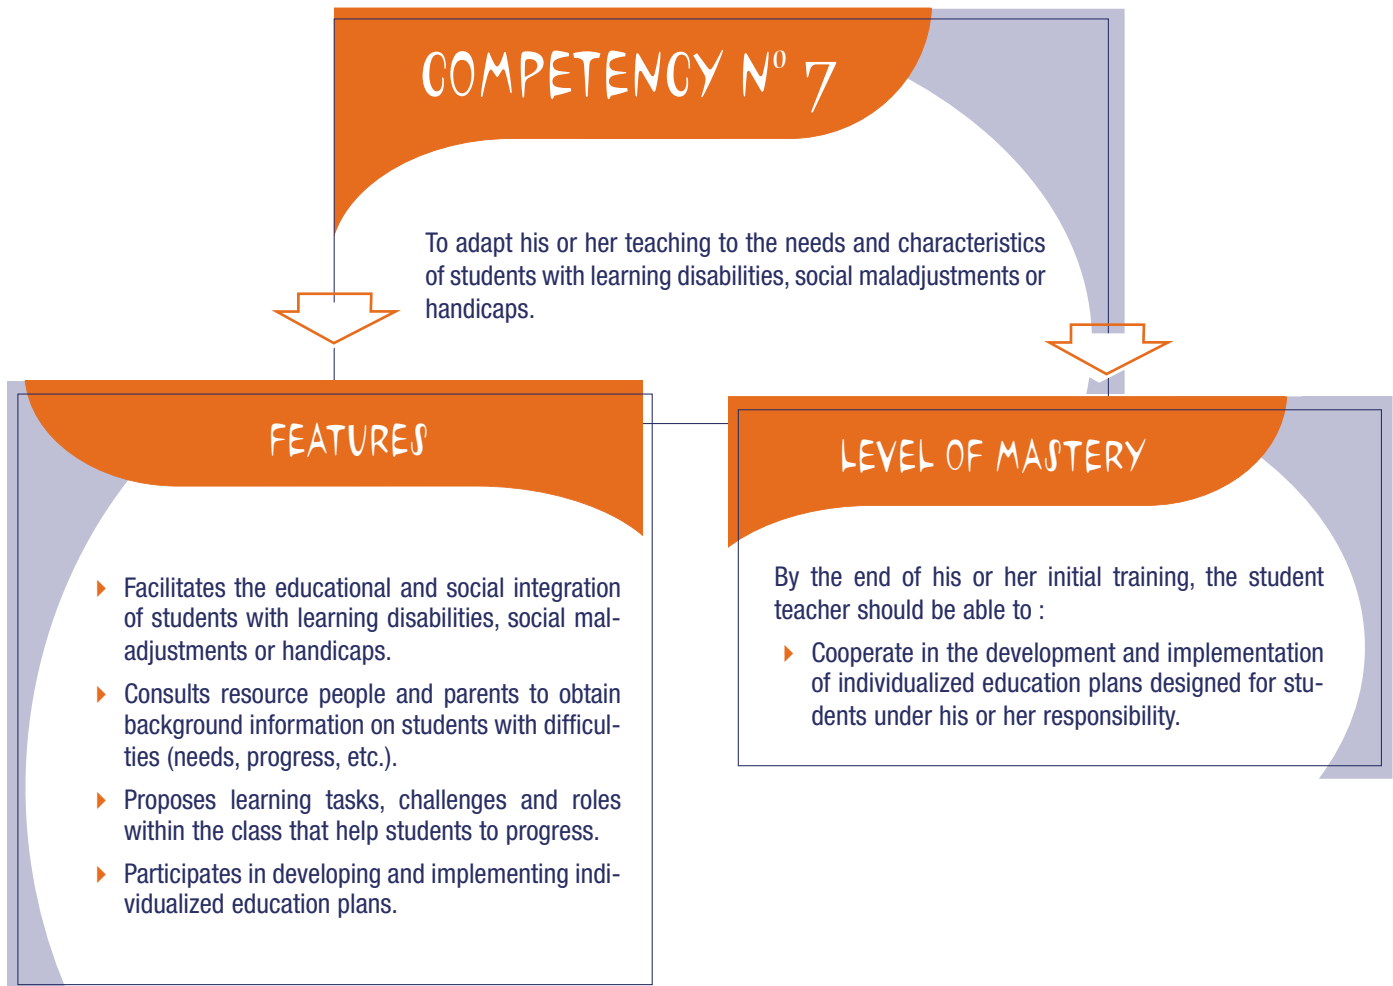 COMPETENCY Nº 7
To adapt his or her teaching to the needs and characteristics
of students with learning disabilities, social maladjustments or
handicaps.
FEATURES
Facilitates the educational and social integration
of students with learning disabilities, social mal-
adjustments or handicaps.
Consults resource people and parents to obtain
background information on students with difficul-
ties (needs, progress, etc.).
Proposes learning tasks, challenges and roles
within the class that help students to progress.
Participates in developing and implementing indi-
vidualized education plans.
LEVEL OF MASTERY
By the end of his or her initial training, the student
teacher should be able to :
Cooperate in the development and implementation
of individualized education plans designed for stu-
dents under his or her responsibility.